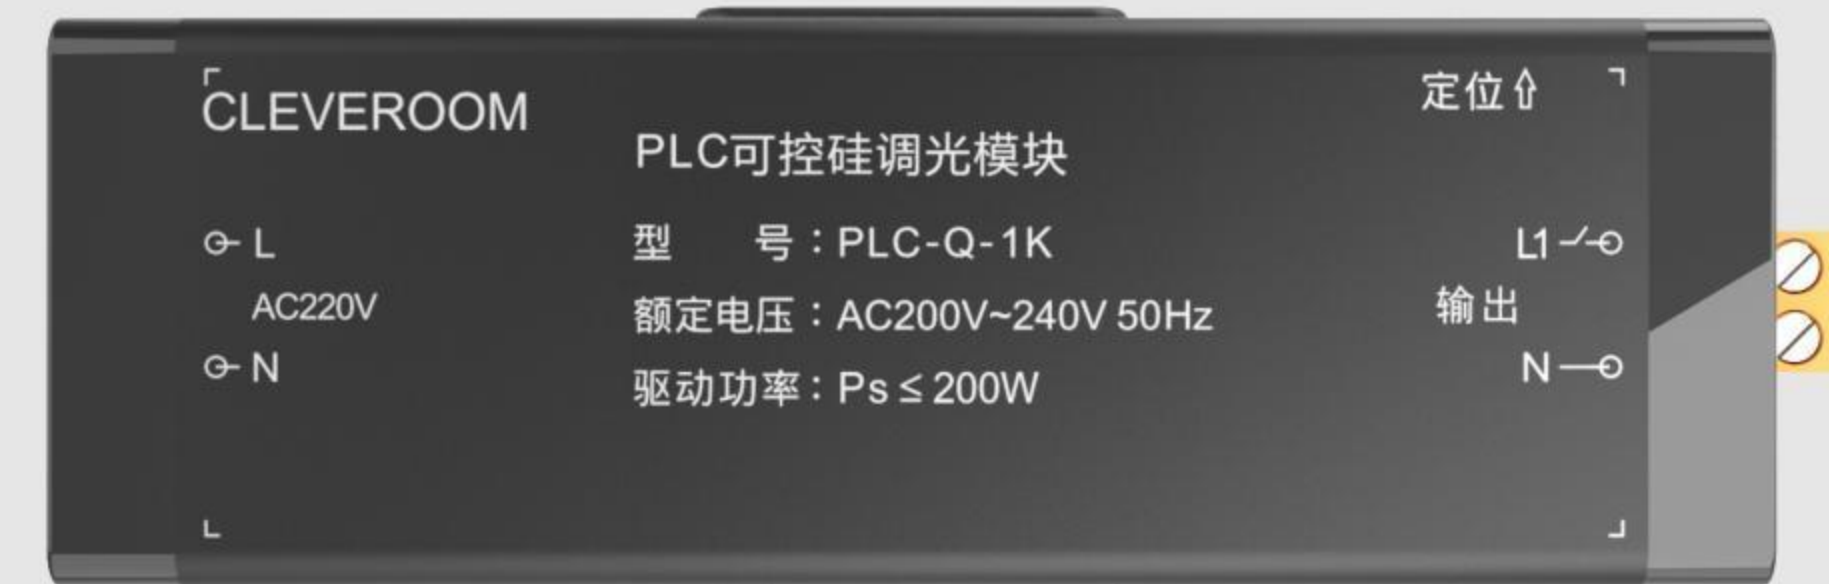 CLEVEROOM
定位⇧
PLC可控硅调光模块
L
型 号：PLC-Q-1K
L1
AC220V
额定电压：AC200V~240V 50Hz
输出
N
驱动功率：Ps≤200W
N